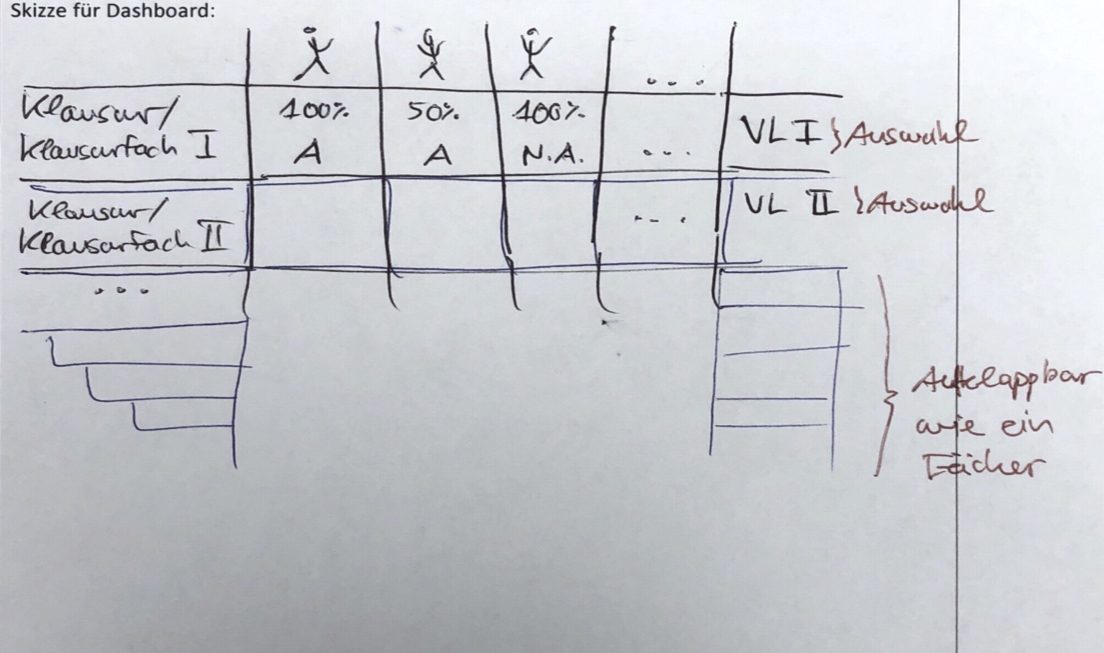 Skizze für Dashboard:
...
Klausur/ 100% 50% 100%
Klausurfach I A A N.A. ... VL I } Auswahl
Klausur/ ... VL II } Auswahl
Klausurfach II
...
Aufklappbar
wie ein
Fächer